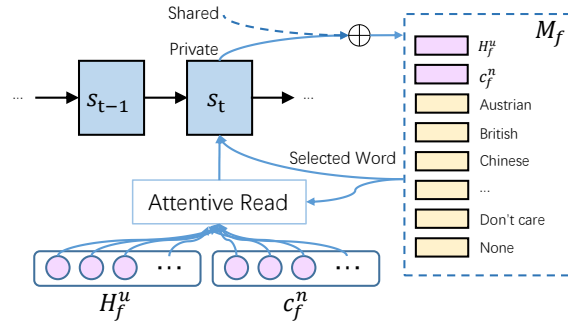 Shared
M_f
Private
H_f^u
c_f^n
Austrian
British
Chinese
...
Don't care
None
...
s_{t-1}
s_t
...
Selected Word
Attentive Read
...
...
H_f^u
c_f^n